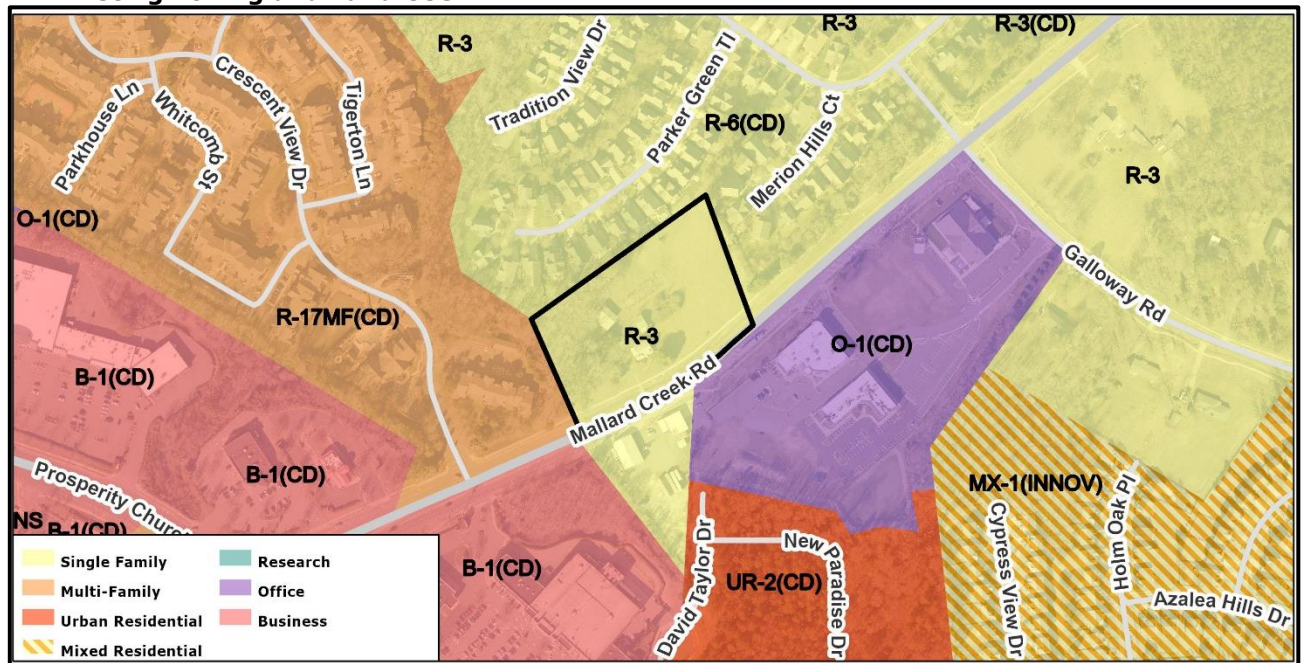 R-3
R-3
R-3(CD)
Tradition View Dr
Parker Green Tl
R-6(CD)
Merion Hills Ct
Parkhouse Ln
Whitcomb St
Crescent View Dr
Tigerton Ln
R-3
O-1(CD)
Galloway Rd
R-17MF(CD)
R-3
O-1(CD)
B-1(CD)
Mallard Creek Rd
B-1(CD)
MX-1(INNOV)
Prosperity Churc
NS
B-1(CD)
B-1(CD)
David Taylor Dr
New Paradise Dr
UR-2(CD)
Cypress View Dr
Holm Oak Pl
Azalea Hills Dr
Single Family
Multi-Family
Urban Residential
Mixed Residential
Research
Office
Business